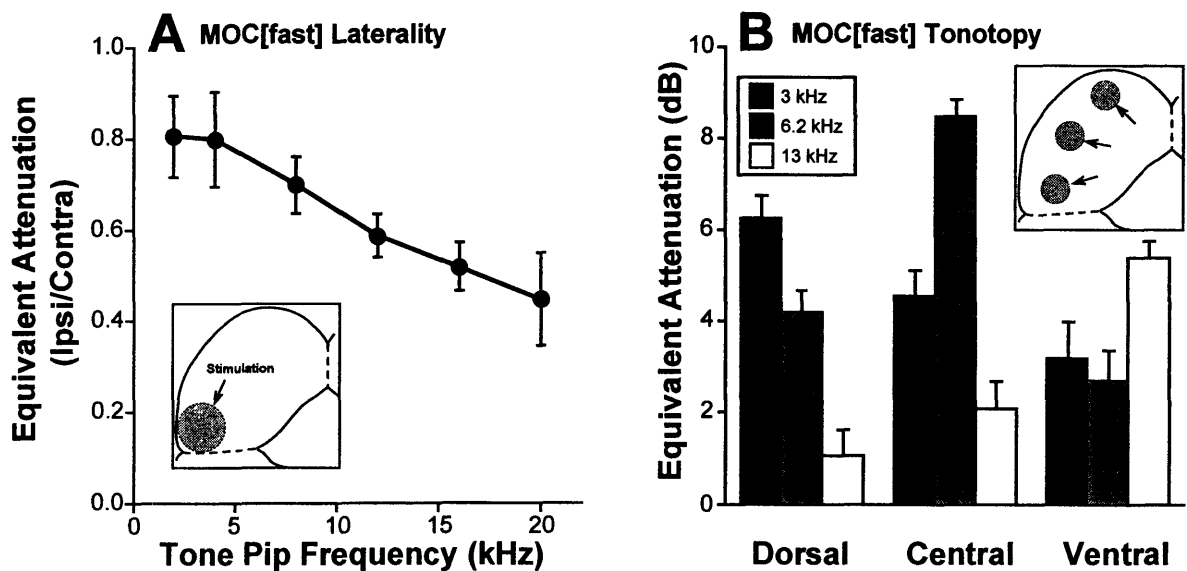 A MOC[fast] Laterality
Equivalent Attenuation
(Ipsi/Contra)
1.0
0.8
0.6
0.4
0.2
0.0
Stimulation
0 5 10 15 20
Tone Pip Frequency (kHz)
B MOC[fast] Tonotopy
Equivalent Attenuation (dB)
10
8
6
4
2
0
3 kHz
6.2 kHz
13 kHz
Dorsal Central Ventral